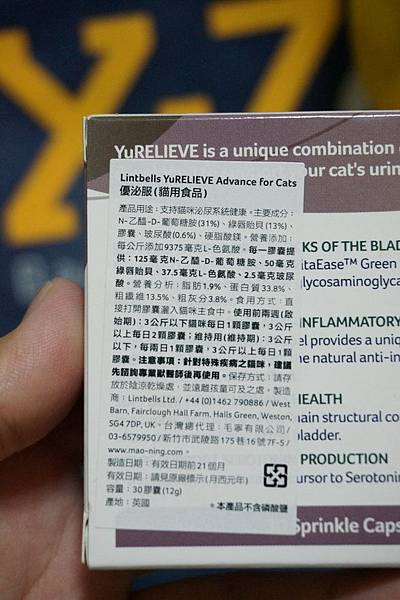 Y-7
YuRELIEVE is a unique combination
our cat's urin
Lintbells YuRELIEVE Advance for Cats
優泌服(貓用食品)
產品用途:支持貓咪泌尿系統健康。主要成分:
N-乙醯-D-葡萄糖胺(31%)、綠唇貽貝(13%)、
膠囊、玻尿酸(0.6%)、硬脂酸鎂。營養添加:
每公斤添加9375毫克L-色氨酸。每一膠囊提
供:125毫克N-乙醯-D-葡萄糖胺、50毫克
綠唇貽貝、37.5毫克L-色氨酸、2.5毫克玻尿
酸。營養分析:脂肪1.9%、蛋白質33.8%、
粗纖維13.5%、粗灰分3.8%。食用方式:直
接打開膠囊灑入貓咪主食中。使用前兩週(啟
始期):3公斤以下貓咪每日1顆膠囊,3公斤
以上每日2顆膠囊;維持用(維持期):3公斤以
下,每兩日1顆膠囊,3公斤以上每日1顆
膠囊。注意事項:針對特殊疾病之貓咪,建議
先諮詢專業獸醫師後再使用。保存方式:請存
放於陰涼乾燥處,並遠離孩童可及之處。製造
商:Lintbells Ltd. / +44 (0)1462 790886 / West
Barn, Fairclough Hall Farm, Halls Green, Weston,
SG4 7DP, UK。台灣總代理:毛寧有限公司/
03-6579950/新竹市武陵路175巷16號7F-5/
www.mao-ning.com。
製造日期:有效日期前21個月
有效日期:請見原廠標示(月西元年)
容量:30膠囊(12g)
產地:英國
。本產品不含磷酸鹽
KS OF THE BLAD
itaEase™ Green
glycosaminoglyca
INFLAMMATORY
el provides a uniq
ne natural anti-in
HEALTH
main structural co
bladder.
PRODUCTION
ursor to Serotonin
Sprinkle Caps